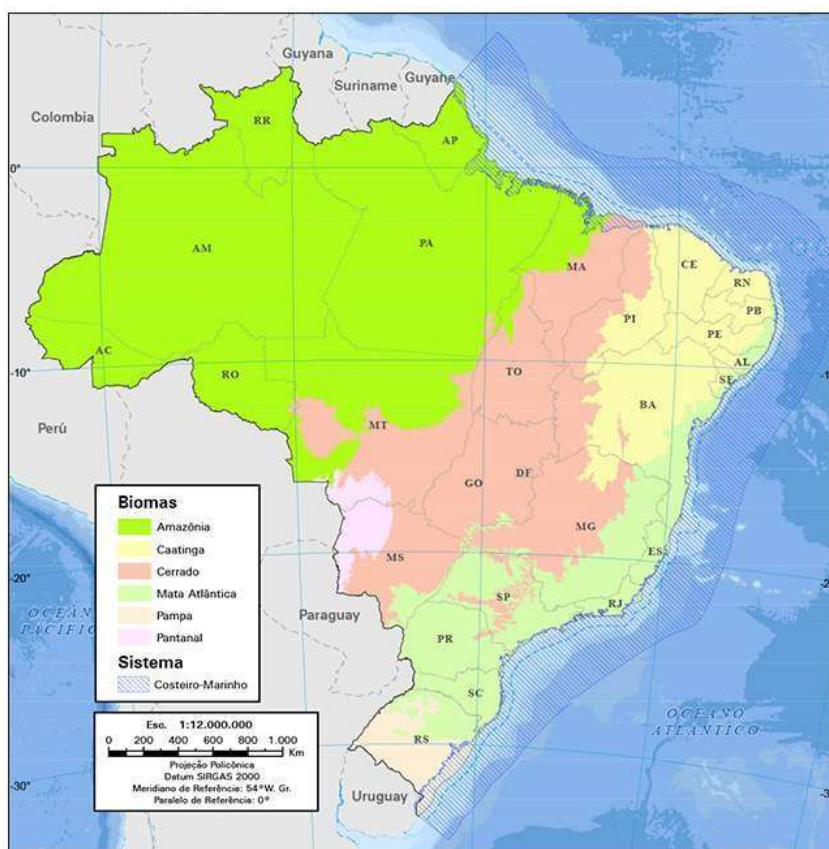 Guyana
Suriname
Guyane
Colombia
RR
AP
0°
AM
PA
MA
CE
RN
PB
PI
PE
AC
AL
SE
-10°
RO
TO
BA
Perú
MT
DF
GO
MG
MS
ES
-20°
SP
RJ
Paraguay
PR
SC
RS
-30°
Uruguay
OCEANO
PACÍFICO
OCEANO
ATLÂNTICO
Biomas
Amazônia
Caatinga
Cerrado
Mata Atlântica
Pampa
Pantanal
Sistema
Costeiro-Marinho
Esc. 1:12.000.000
0 200 400 600 800 1.000
Km
Projeção Policônica
Datum SIRGAS 2000
Meridiano de Referência: 54°W. Gr.
Paralelo de Referência: 0°